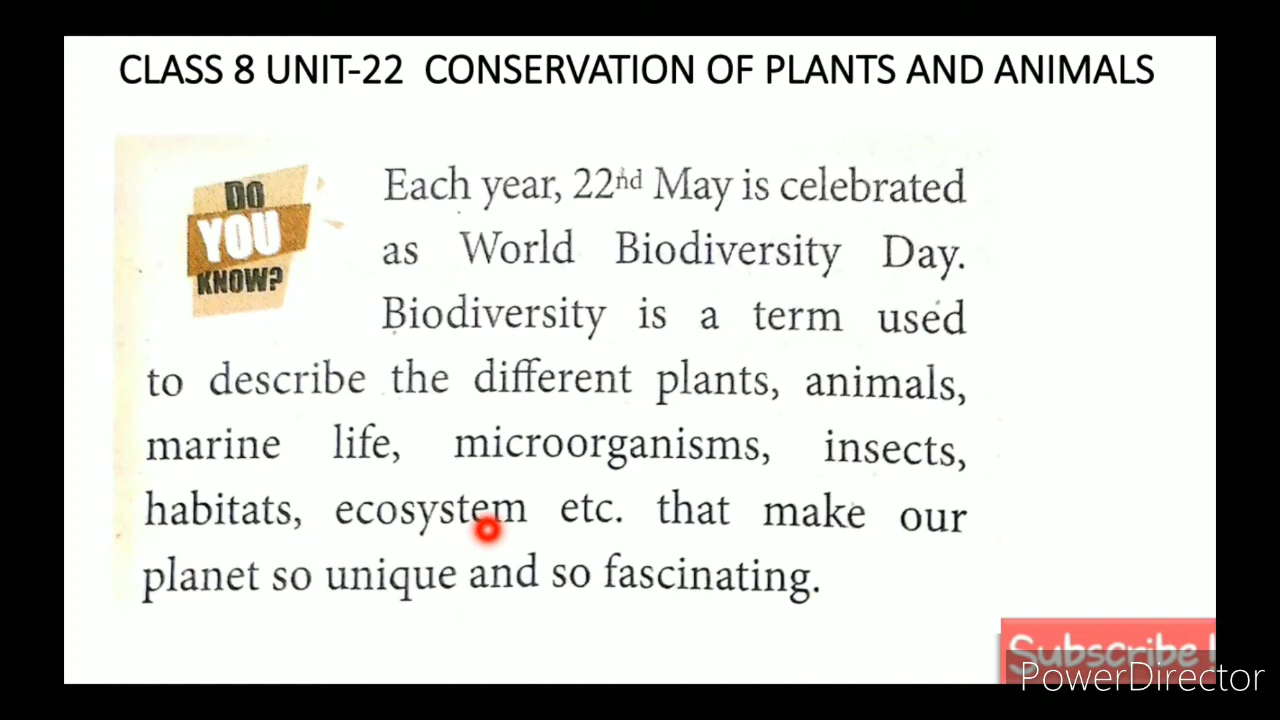 CLASS 8 UNIT-22 CONSERVATION OF PLANTS AND ANIMALS
DO
YOU
KNOW?
Each year, 22nd May is celebrated
as World Biodiversity Day.
Biodiversity is a term used
to describe the different plants, animals,
marine life, microorganisms, insects,
habitats, ecosystem etc. that make our
planet so unique and so fascinating.
Subscribe !
PowerDirector